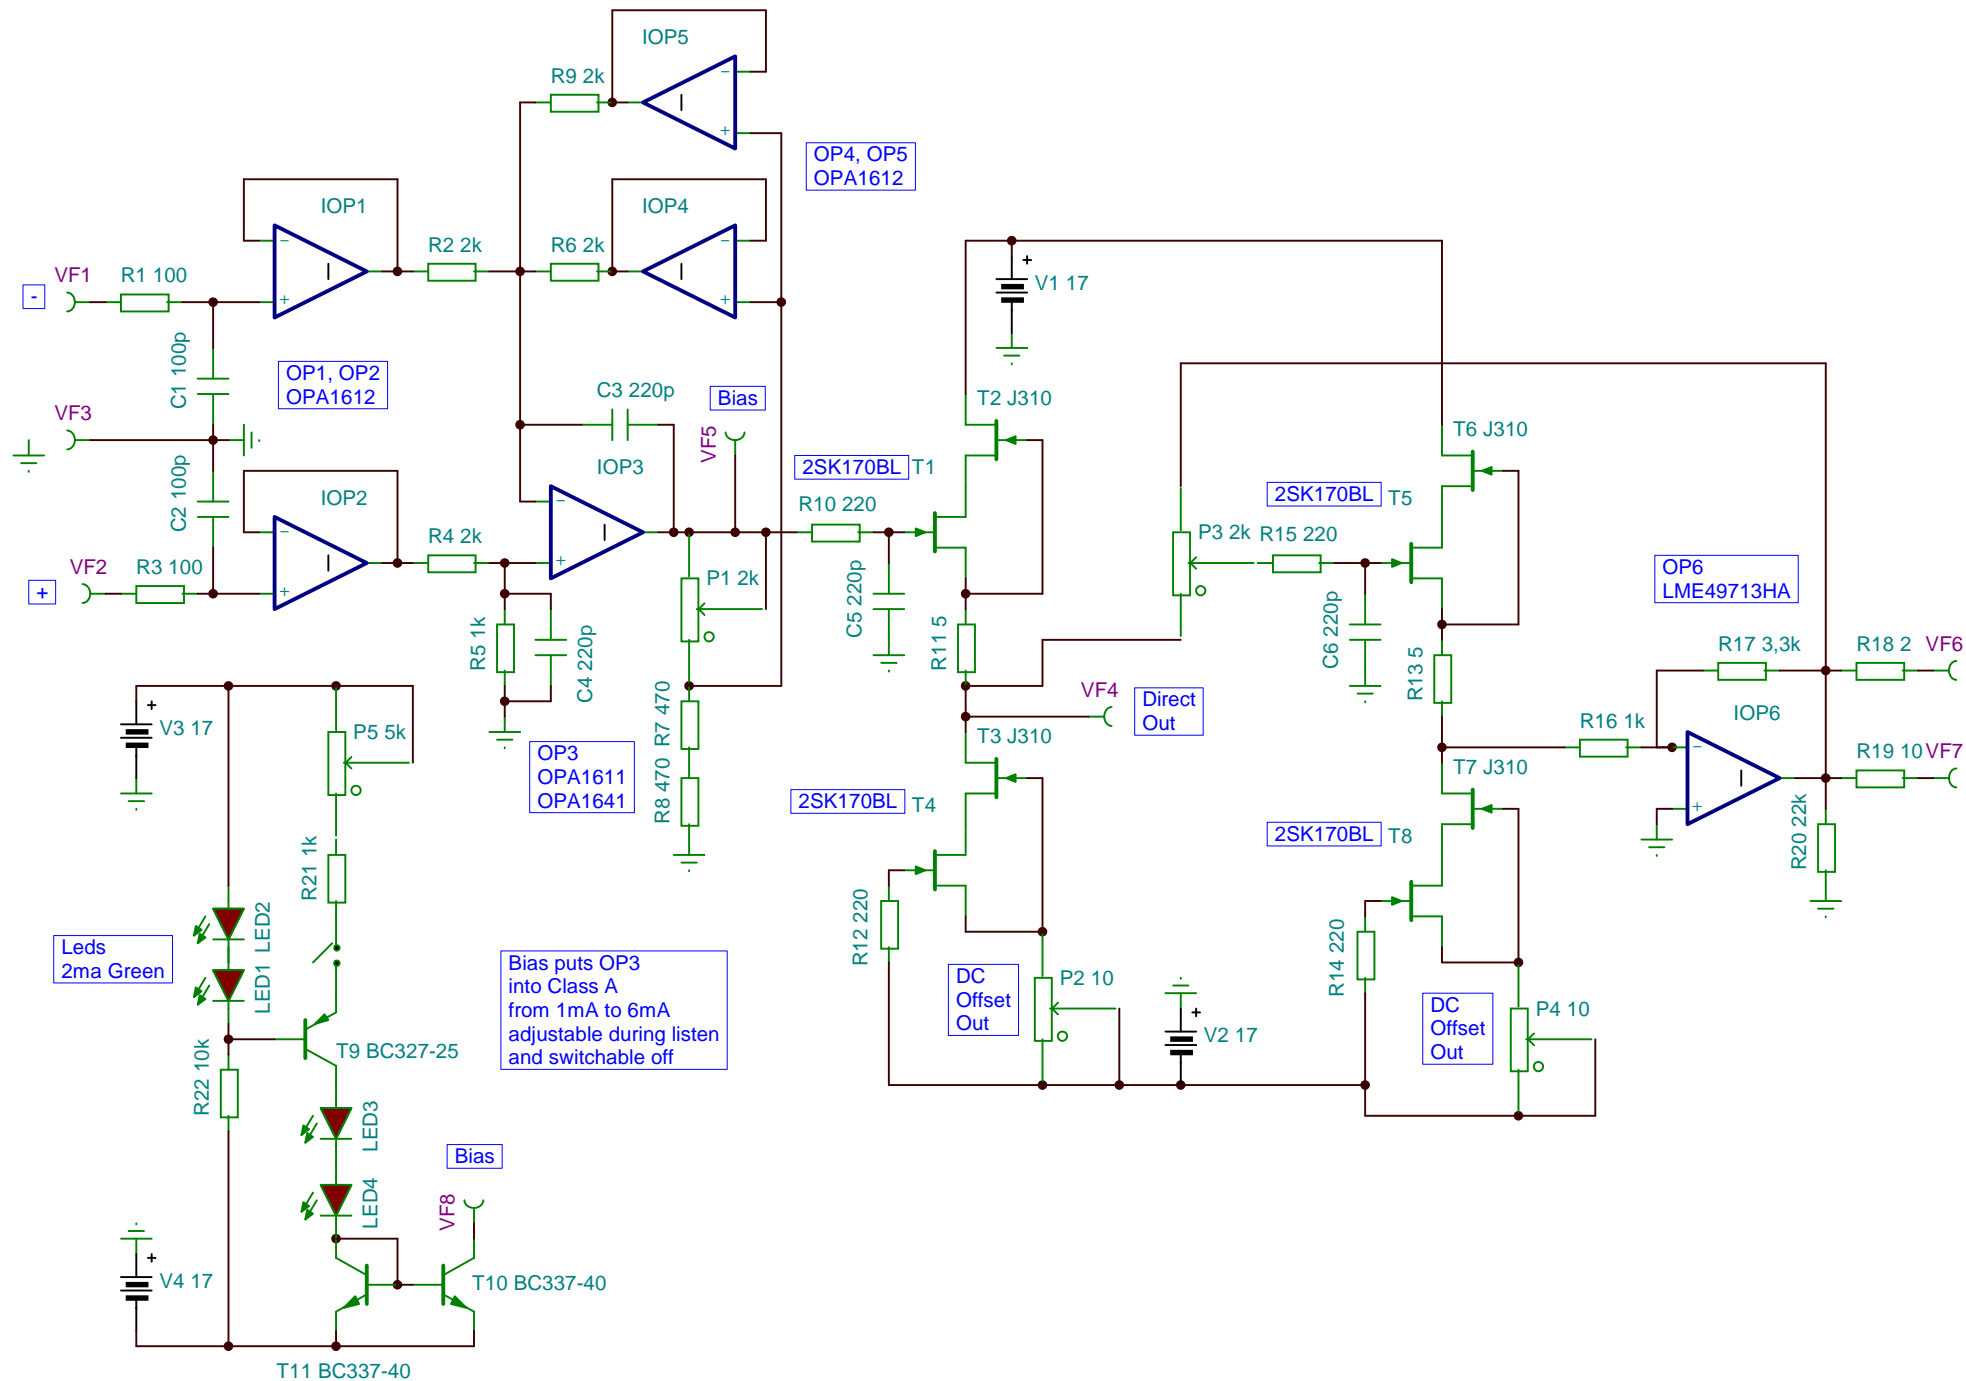 IOP5
R9 2k
−
+
OP4, OP5
OPA1612
IOP1
R2 2k
R6 2k
IOP4
−
+
−
+
VF1
R1 100
-
C1 100p
OP1, OP2
OPA1612
VF3
C2 100p
IOP2
−
+
VF2
R3 100
+
R4 2k
C3 220p
Bias
VF5
IOP3
−
+
P1 2k
R5 1k
C4 220p
R7 470
R8 470
OP3
OPA1611
OPA1641
R10 220
C5 220p
2SK170BL
T1
T2 J310
+
V1 17
R11 5
VF4
Direct
Out
T3 J310
2SK170BL
T4
R12 220
DC
Offset
Out
P2 10
+
V2 17
P3 2k
R15 220
C6 220p
2SK170BL
T5
T6 J310
R13 5
T7 J310
2SK170BL
T8
R14 220
DC
Offset
Out
P4 10
OP6
LME49713HA
R17 3,3k
R18 2
VF6
IOP6
R16 1k
−
+
R19 10
VF7
R20 22k
+
V3 17
P5 5k
R21 1k
LED2
LED1
Leds
2ma Green
R22 10k
T9 BC327-25
Bias puts OP3
into Class A
from 1mA to 6mA
adjustable during listen
and switchable off
LED3
LED4
Bias
VF8
+
V4 17
T10 BC337-40
T11 BC337-40